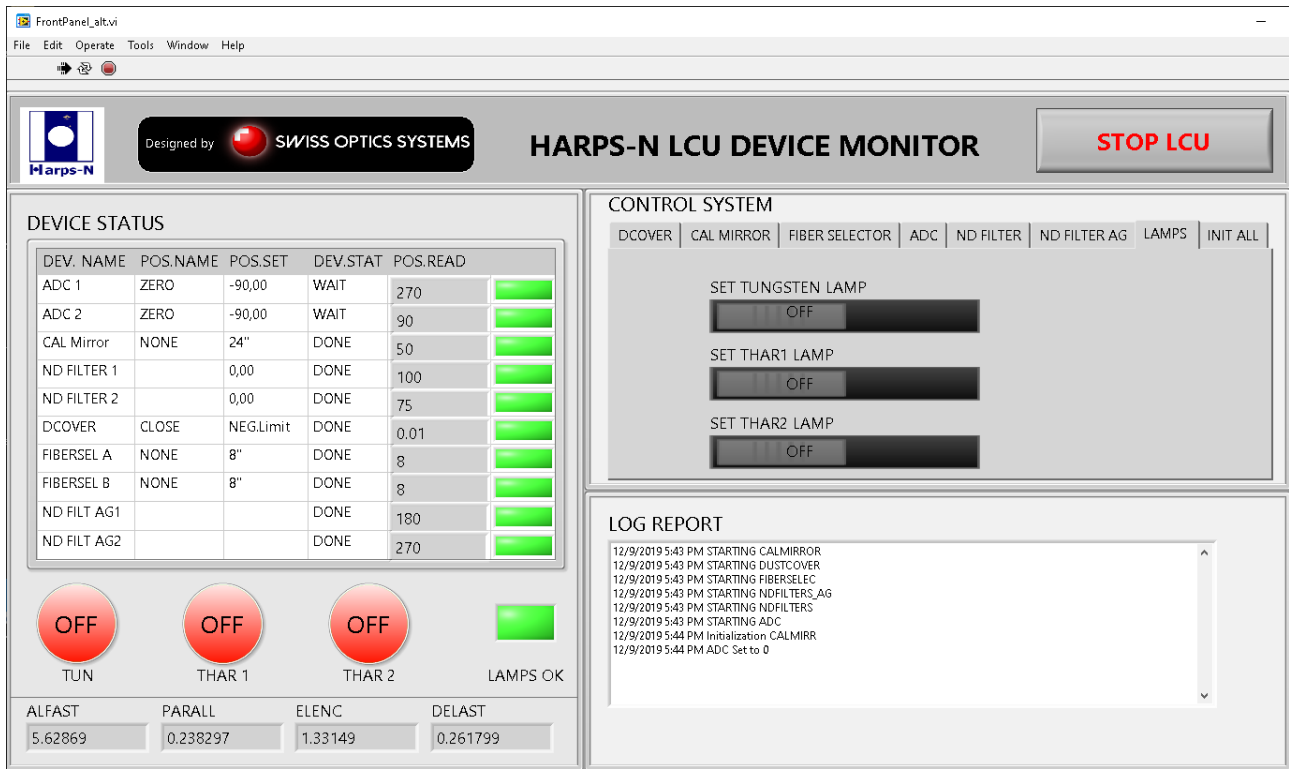 FrontPanel_alt.vi
File Edit Operate Tools Window Help
Harps-N
Designed by SWISS OPTICS SYSTEMS
HARPS-N LCU DEVICE MONITOR
STOP LCU
DEVICE STATUS
DEV. NAME POS.NAME POS.SET DEV.STAT POS.READ
ADC 1 ZERO -90,00 WAIT 270
ADC 2 ZERO -90,00 WAIT 90
CAL Mirror NONE 24" DONE 50
ND FILTER 1 0,00 DONE 100
ND FILTER 2 0,00 DONE 75
DCOVER CLOSE NEG.Limit DONE 0.01
FIBERSEL A NONE 8" DONE 8
FIBERSEL B NONE 8" DONE 8
ND FILT AG1 DONE 180
ND FILT AG2 DONE 270
OFF OFF OFF
TUN THAR 1 THAR 2 LAMPS OK
ALFAST PARALL ELENC DELAST
5.62869 0.238297 1.33149 0.261799
CONTROL SYSTEM
DCOVER CAL MIRROR FIBER SELECTOR ADC ND FILTER ND FILTER AG LAMPS INIT ALL
SET TUNGSTEN LAMP
OFF
SET THAR1 LAMP
OFF
SET THAR2 LAMP
OFF
LOG REPORT
12/9/2019 5:43 PM STARTING CALMIRROR
12/9/2019 5:43 PM STARTING DUSTCOVER
12/9/2019 5:43 PM STARTING FIBERSELEC
12/9/2019 5:43 PM STARTING NDFILTERS_AG
12/9/2019 5:43 PM STARTING NDFILTERS
12/9/2019 5:43 PM STARTING ADC
12/9/2019 5:44 PM Initialization CALMIRR
12/9/2019 5:44 PM ADC Set to 0